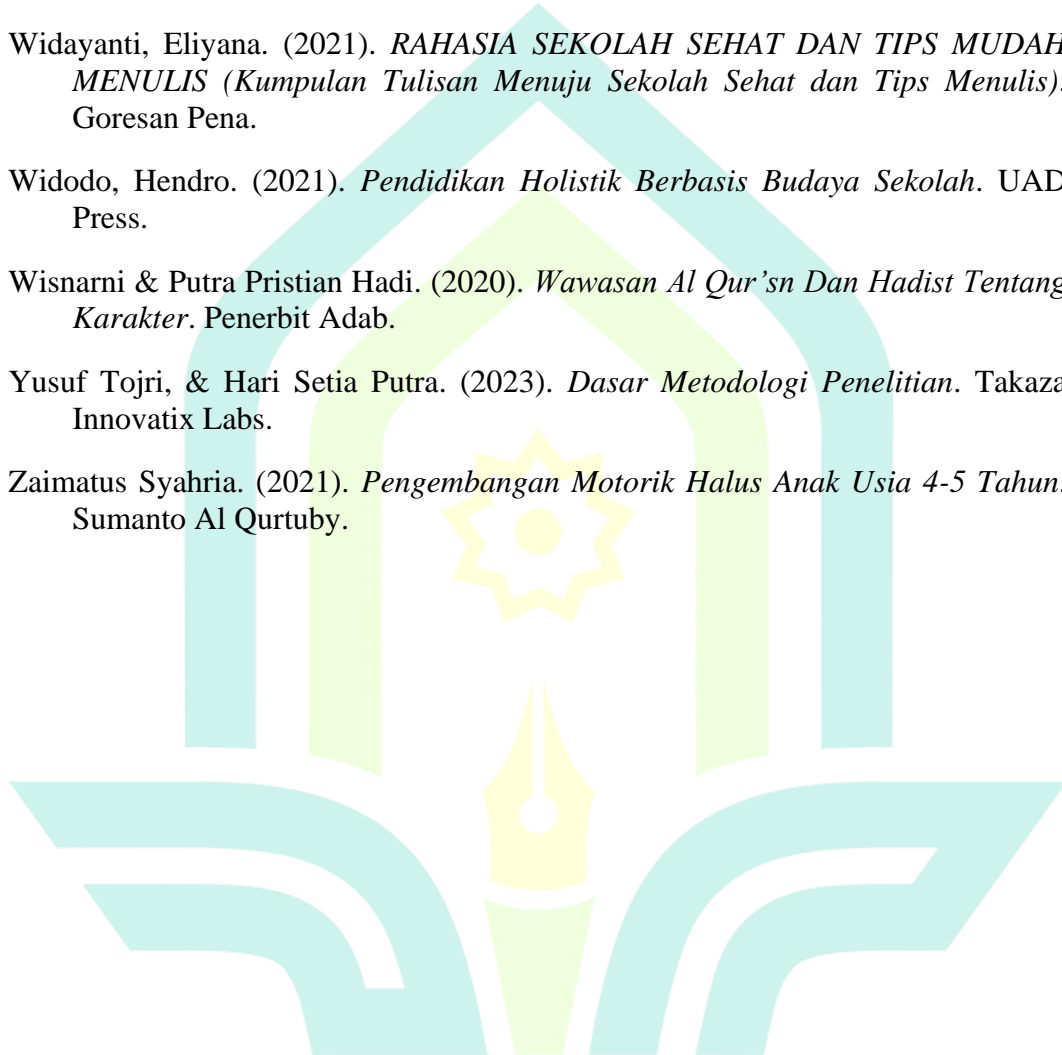 Widayanti, Eliyana. (2021). RAHASIA SEKOLAH SEHAT DAN TIPS MUDAH
MENULIS (Kumpulan Tulisan Menuju Sekolah Sehat dan Tips Menulis).
Goresan Pena.
Widodo, Hendro. (2021). Pendidikan Holistik Berbasis Budaya Sekolah. UAD
Press.
Wisnarni & Putra Pristian Hadi. (2020). Wawasan Al Qur’sn Dan Hadist Tentang
Karakter. Penerbit Adab.
Yusuf Tojri, & Hari Setia Putra. (2023). Dasar Metodologi Penelitian. Takaza
Innovatix Labs.
Zaimatus Syahria. (2021). Pengembangan Motorik Halus Anak Usia 4-5 Tahun.
Sumanto Al Qurtuby.